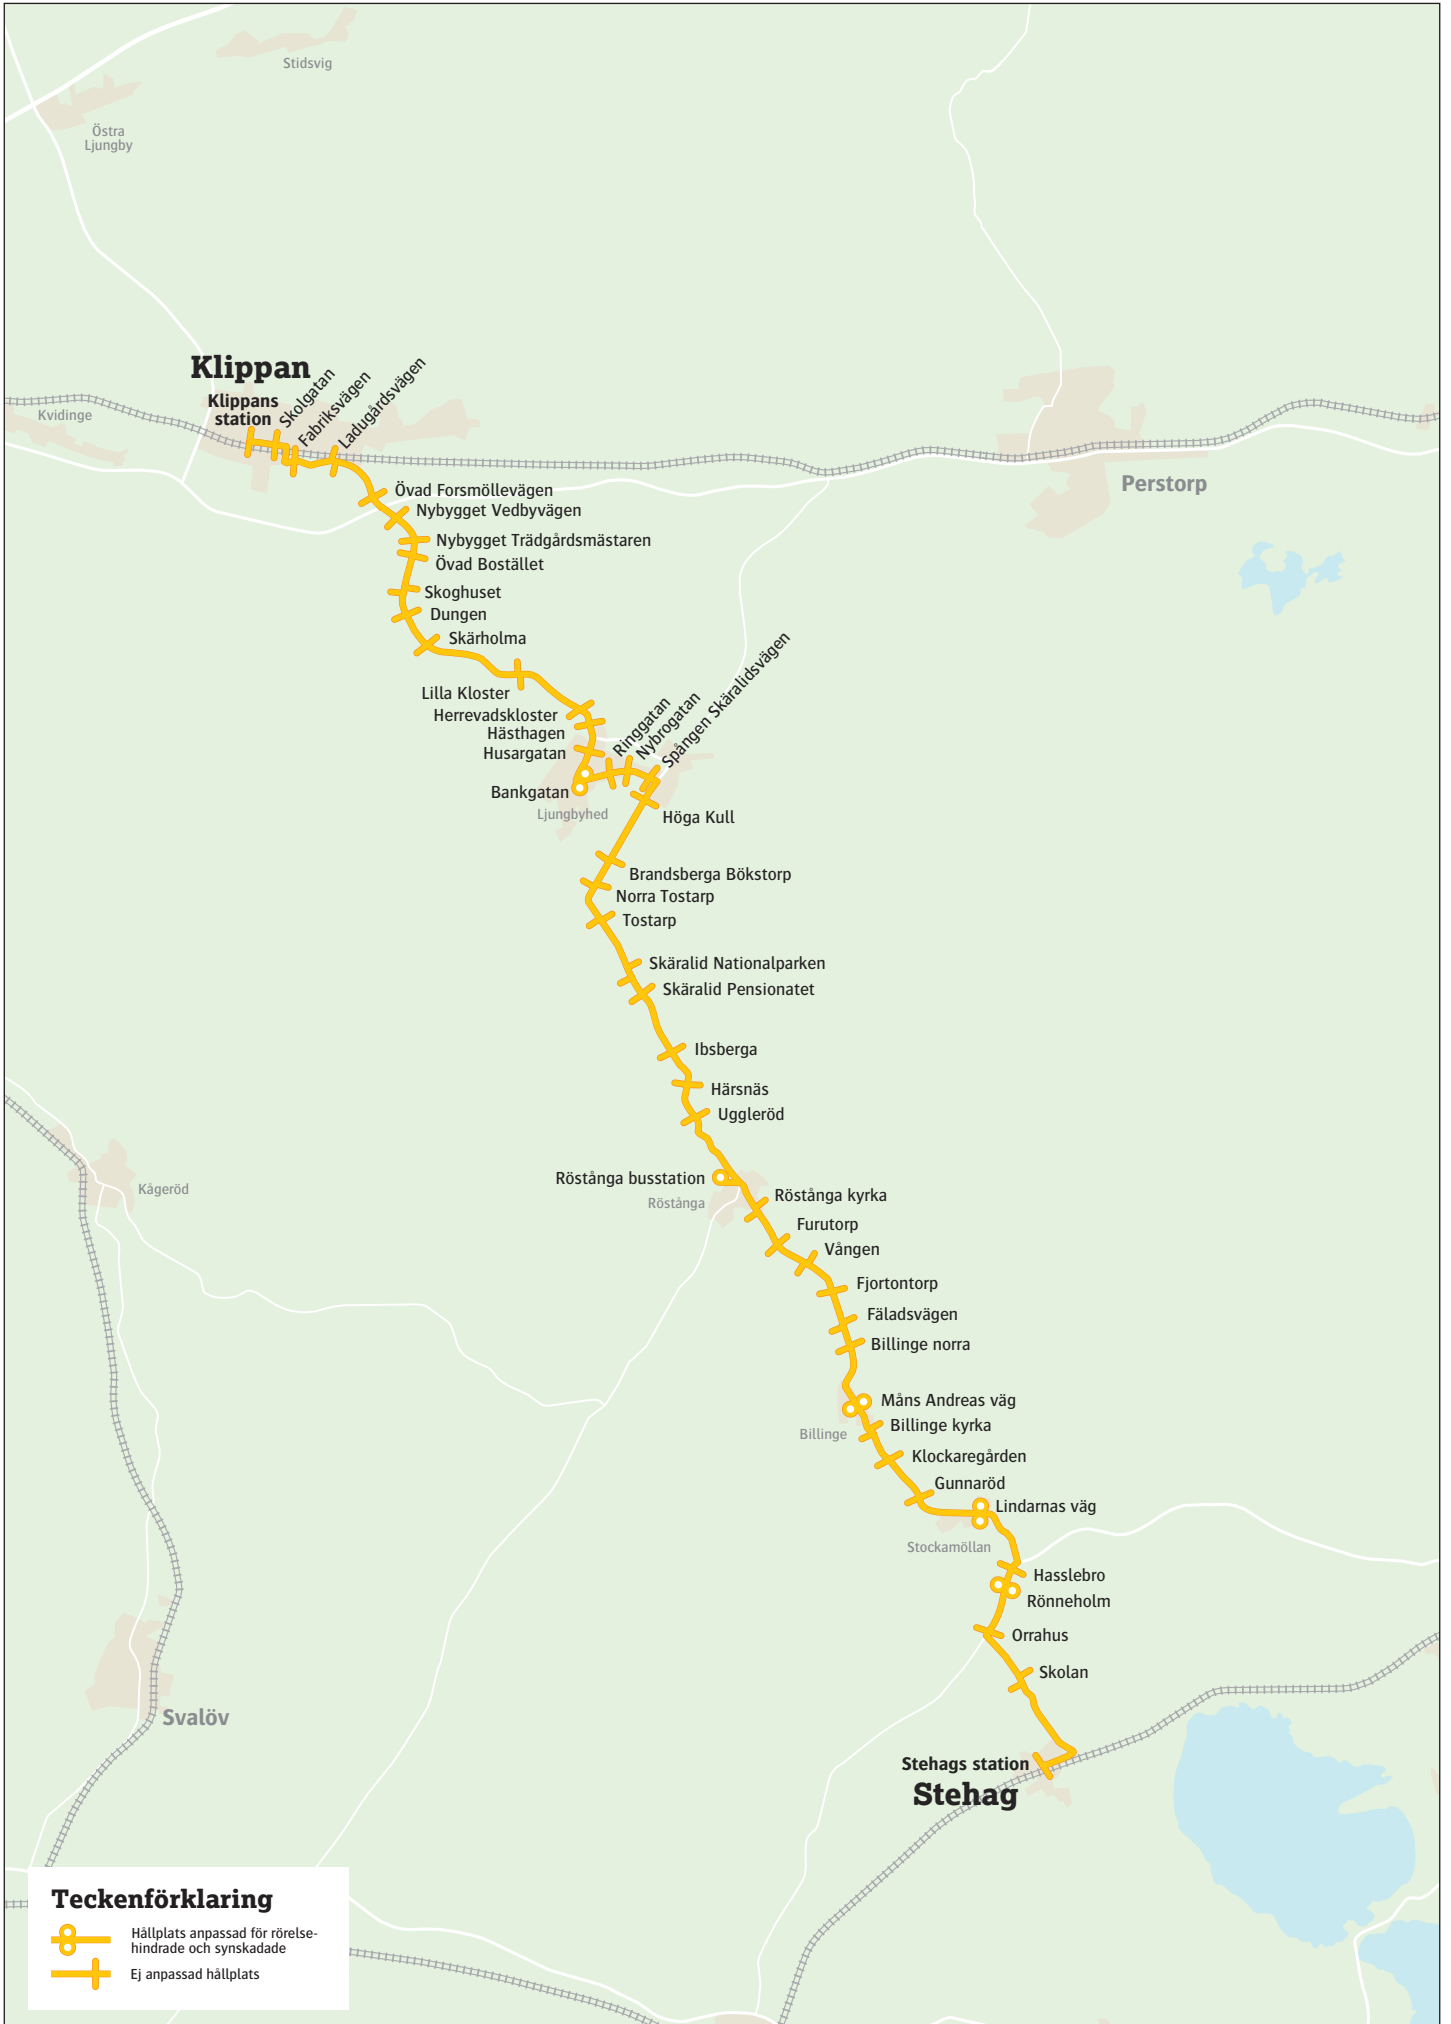 Stidsvig
Östra
Ljungby
Klippan
Klippans
station
Skolgatan
Fabriksvägen
Ladugårdsvägen
Kvidinge
Perstorp
Övad Forsmöllevägen
Nybygget Vedbyvägen
Nybygget Trädgårdsmästaren
Övad Bostället
Skoghuset
Dungen
Skärholma
Lilla Kloster
Herrevadskloster
Hästhagen
Husargatan
Ringgatan
Nybrogatan
Spången Skäralidsvägen
Bankgatan
Ljungbyhed
Höga Kull
Brandsberga Bökstorp
Norra Tostarp
Tostarp
Skäralid Nationalparken
Skäralid Pensionatet
Ibsberga
Härsnäs
Uggleröd
Röstånga busstation
Kågeröd
Röstånga
Röstånga kyrka
Furutorp
Vången
Fjortontorp
Fäladsvägen
Billinge norra
Måns Andreas väg
Billinge kyrka
Billinge
Klockaregården
Gunnaröd
Lindarnas väg
Stockamöllan
Hasslebro
Rönneholm
Orrahus
Skolan
Svalöv
Stehags station
Stehag
Teckenförklaring
Hållplats anpassad för rörelse-
hindrade och synskadade
Ej anpassad hållplats